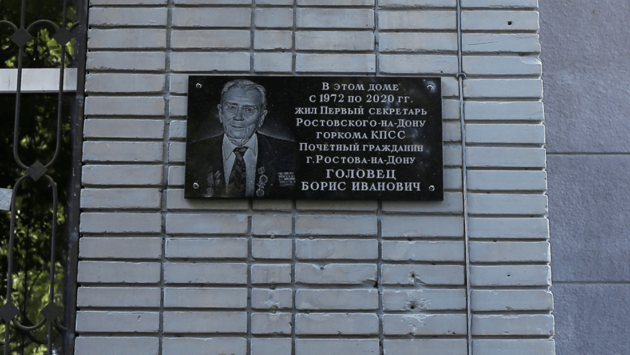 В этом доме
с 1972 по 2020 гг.
жил Первый секретарь
Ростовского-на-Дону
горкома КПСС
Почётный гражданин
г.Ростова-на-Дону
ГОЛОВЕЦ
БОРИС ИВАНОВИЧ